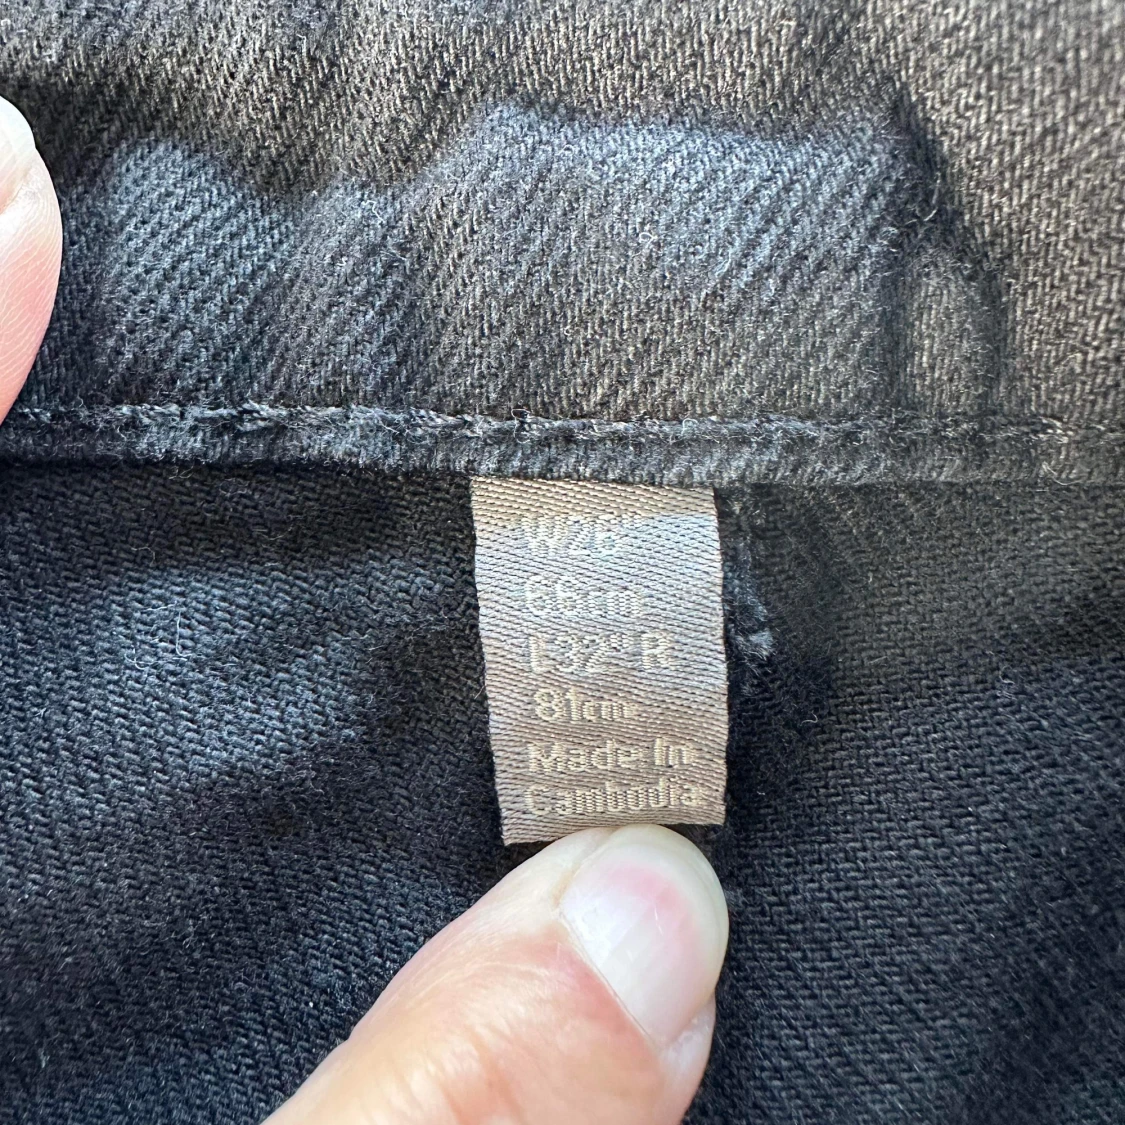 W26"
66cm
L32" R
81cm
Made In
Cambodia